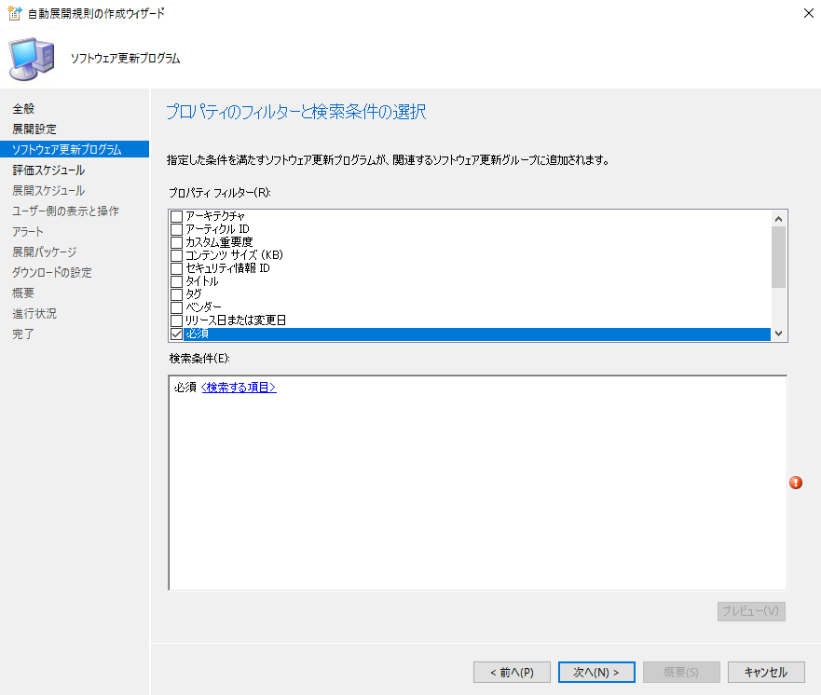 自動展開規則の作成ウィザード
ソフトウェア更新プログラム
全般
展開設定
ソフトウェア更新プログラム
評価スケジュール
展開スケジュール
ユーザー側の表示と操作
アラート
展開パッケージ
ダウンロードの設定
概要
進行状況
完了
プロパティのフィルターと検索条件の選択
指定した条件を満たすソフトウェア更新プログラムが、関連するソフトウェア更新グループに追加されます。
プロパティ フィルター(R):
アーキテクチャ
アーティクル ID
カスタム重要度
コンテンツ サイズ (KB)
セキュリティ情報 ID
タイトル
タグ
ベンダー
リリース日または変更日
必須
検索条件(E):
必須 <検索する項目>
プレビュー(V)
< 前へ(P)
次へ(N) >
概要(S)
キャンセル